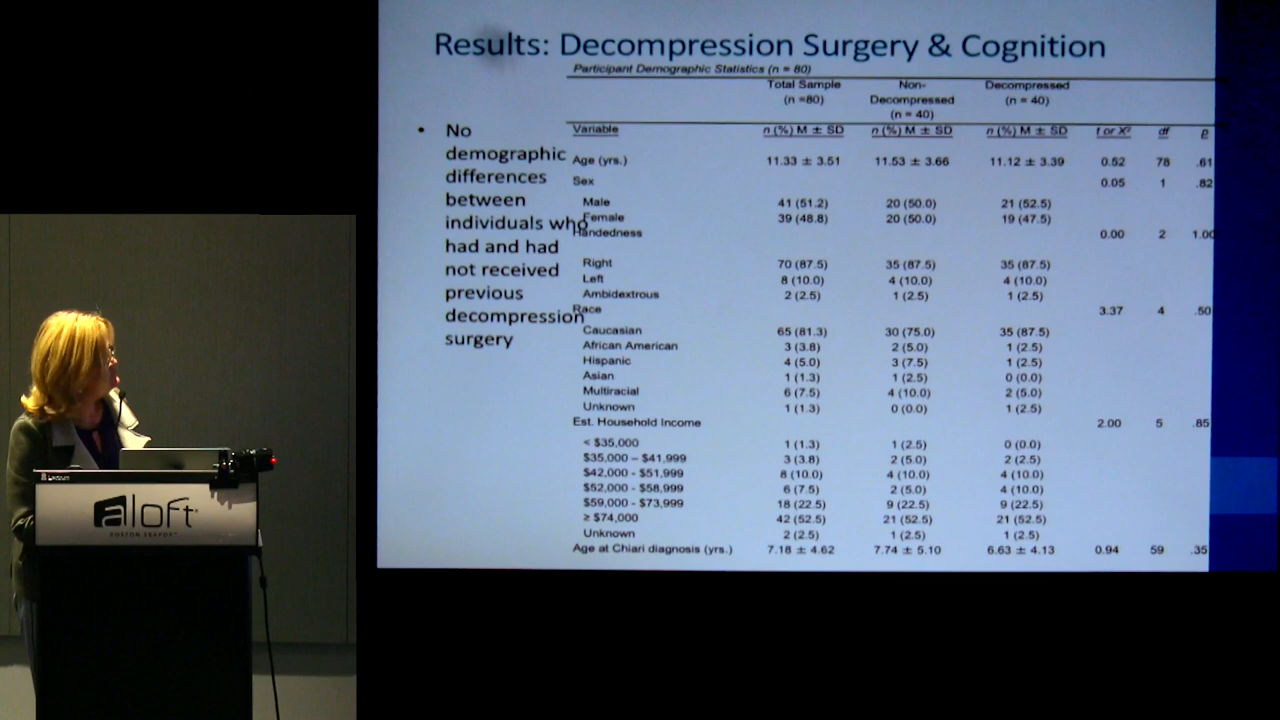 Results: Decompression Surgery & Cognition
Participant Demographic Statistics (n = 80)
Total Sample (n =80) Non-Decompressed (n = 40) Decompressed (n = 40)
Variable n (%) M ± SD n (%) M ± SD n (%) M ± SD t or X² df p
Age (yrs.) 11.33 ± 3.51 11.53 ± 3.66 11.12 ± 3.39 0.52 78 .61
Sex 0.05 1 .82
Male 41 (51.2) 20 (50.0) 21 (52.5)
Female 39 (48.8) 20 (50.0) 19 (47.5)
Handedness 0.00 2 1.00
Right 70 (87.5) 35 (87.5) 35 (87.5)
Left 8 (10.0) 4 (10.0) 4 (10.0)
Ambidextrous 2 (2.5) 1 (2.5) 1 (2.5)
Race 3.37 4 .50
Caucasian 65 (81.3) 30 (75.0) 35 (87.5)
African American 3 (3.8) 2 (5.0) 1 (2.5)
Hispanic 4 (5.0) 3 (7.5) 1 (2.5)
Asian 1 (1.3) 1 (2.5) 0 (0.0)
Multiracial 6 (7.5) 4 (10.0) 2 (5.0)
Unknown 1 (1.3) 0 (0.0) 1 (2.5)
Est. Household Income 2.00 5 .85
< $35,000 1 (1.3) 1 (2.5) 0 (0.0)
$35,000 – $41,999 3 (3.8) 2 (5.0) 2 (2.5)
$42,000 - $51,999 8 (10.0) 4 (10.0) 4 (10.0)
$52,000 - $58,999 6 (7.5) 2 (5.0) 4 (10.0)
$59,000 - $73,999 18 (22.5) 9 (22.5) 9 (22.5)
≥ $74,000 42 (52.5) 21 (52.5) 21 (52.5)
Unknown 2 (2.5) 1 (2.5) 1 (2.5)
Age at Chiari diagnosis (yrs.) 7.18 ± 4.62 7.74 ± 5.10 6.63 ± 4.13 0.94 59 .35
• No
demographic
differences
between
individuals who
had and had
not received
previous
decompression
surgery
aloft
BOSTON SEAPORT